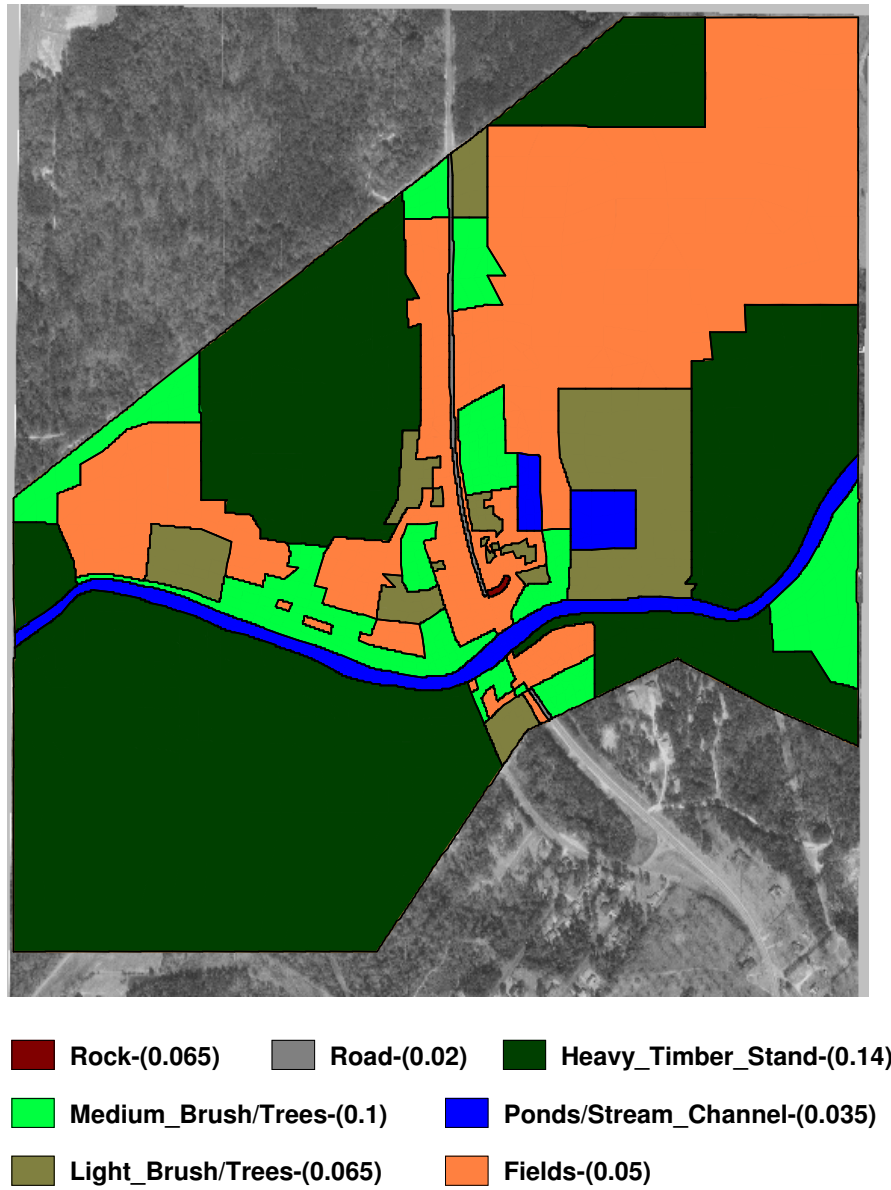 Rock-(0.065) Road-(0.02) Heavy_Timber_Stand-(0.14)
Medium_Brush/Trees-(0.1) Ponds/Stream_Channel-(0.035)
Light_Brush/Trees-(0.065) Fields-(0.05)